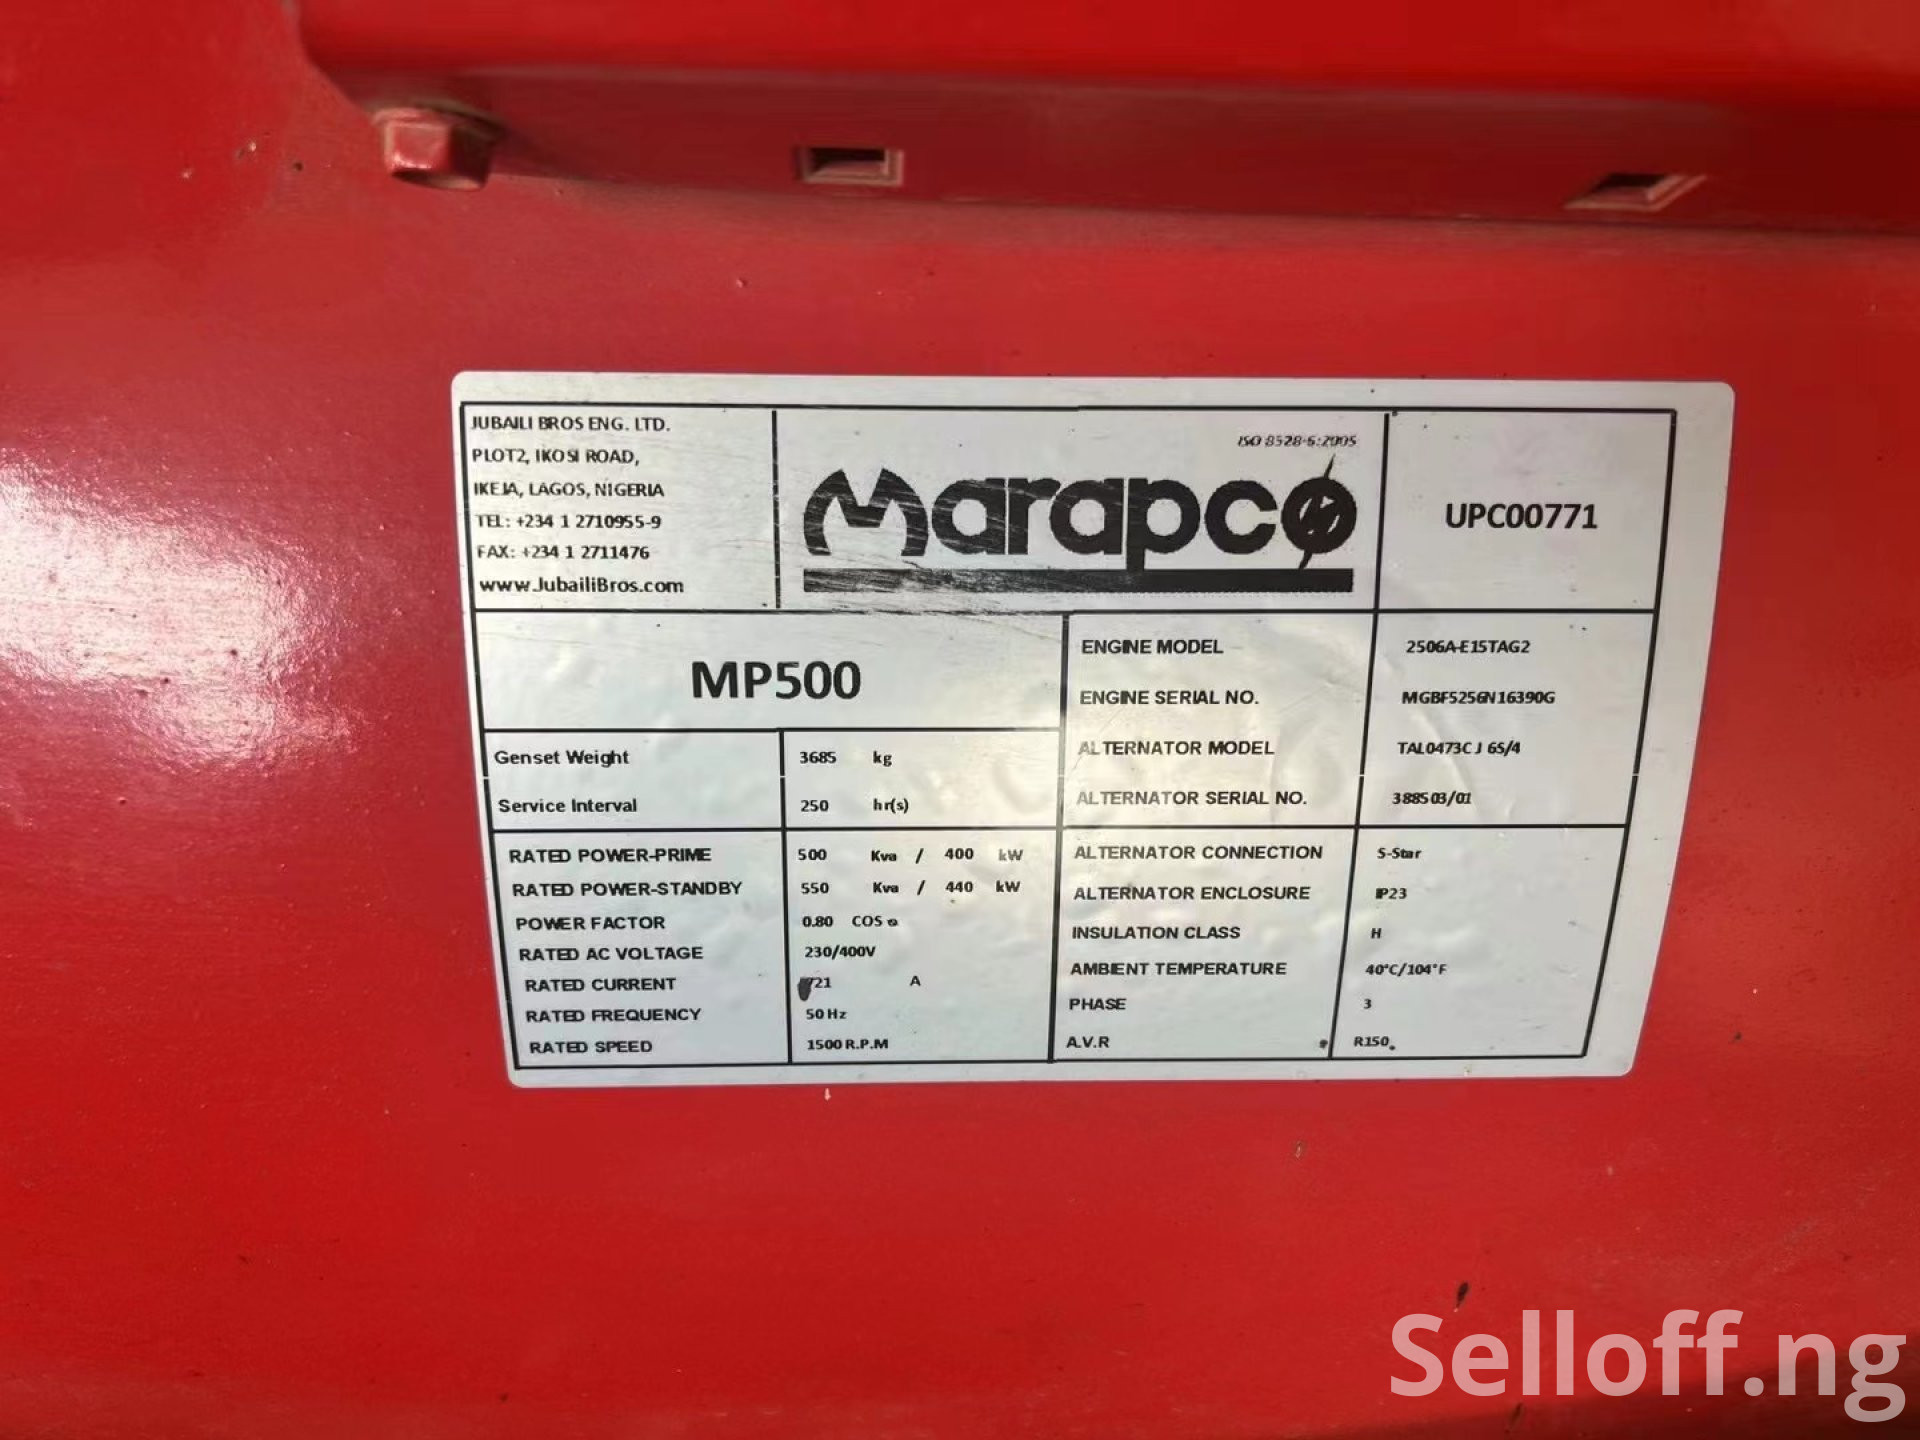 JUBAILI BROS ENG. LTD.
PLOT2, IKOSI ROAD,
IKEJA, LAGOS, NIGERIA
TEL: +234 1 2710955-9
FAX: +234 1 2711476
www.JubailiBros.com
ISO 8528-6:2005
Marapco
UPC00771
MP500
Genset Weight 3685 kg
Service Interval 250 hr(s)
ENGINE MODEL 2506A-E15TAG2
ENGINE SERIAL NO. MGBF5256N16390G
ALTERNATOR MODEL TAL0473CJ 6S/4
ALTERNATOR SERIAL NO. 388503/01
RATED POWER-PRIME 500 Kva / 400 kW
RATED POWER-STANDBY 550 Kva / 440 kW
POWER FACTOR 0.80 COS ø
RATED AC VOLTAGE 230/400V
RATED CURRENT 721 A
RATED FREQUENCY 50 Hz
RATED SPEED 1500 R.P.M
ALTERNATOR CONNECTION S-Star
ALTERNATOR ENCLOSURE IP23
INSULATION CLASS H
AMBIENT TEMPERATURE 40°C/104°F
PHASE 3
A.V.R R150
Selloff.ng